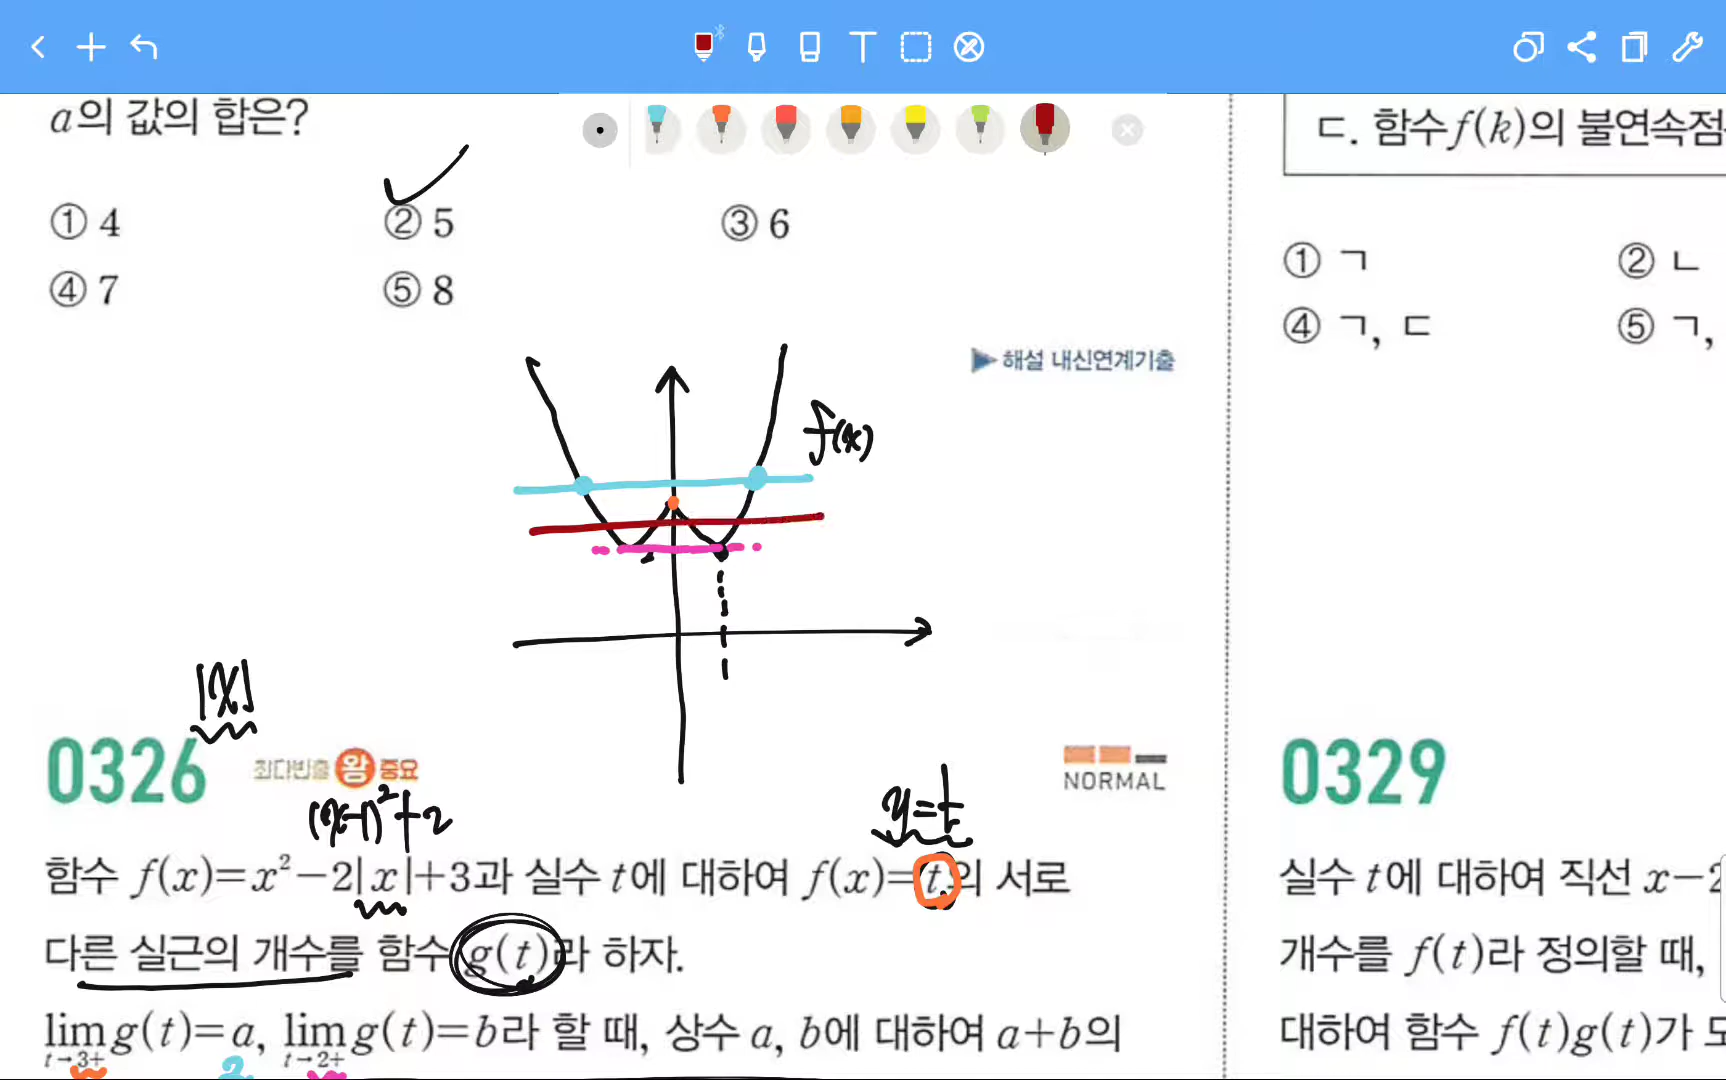 a의 값의 합은?
① 4 ② 5 ③ 6
④ 7 ⑤ 8
▶ 해설 내신연계기출
f(x)
|x|
0326 최다빈출 왕 중요 NORMAL
(x-1)²+2
y=t
함수 f(x)=x²-2|x|+3과 실수 t에 대하여 f(x)=t의 서로
다른 실근의 개수를 함수 g(t)라 하자.
lim g(t)=a, lim g(t)=b라 할 때, 상수 a, b에 대하여 a+b의
t→3+ 2 t→2+
ㄷ. 함수 f(k)의 불연속점
① ㄱ ② ㄴ
④ ㄱ, ㄷ ⑤ ㄱ,
0329
실수 t에 대하여 직선 x-2
개수를 f(t)라 정의할 때,
대하여 함수 f(t)g(t)가